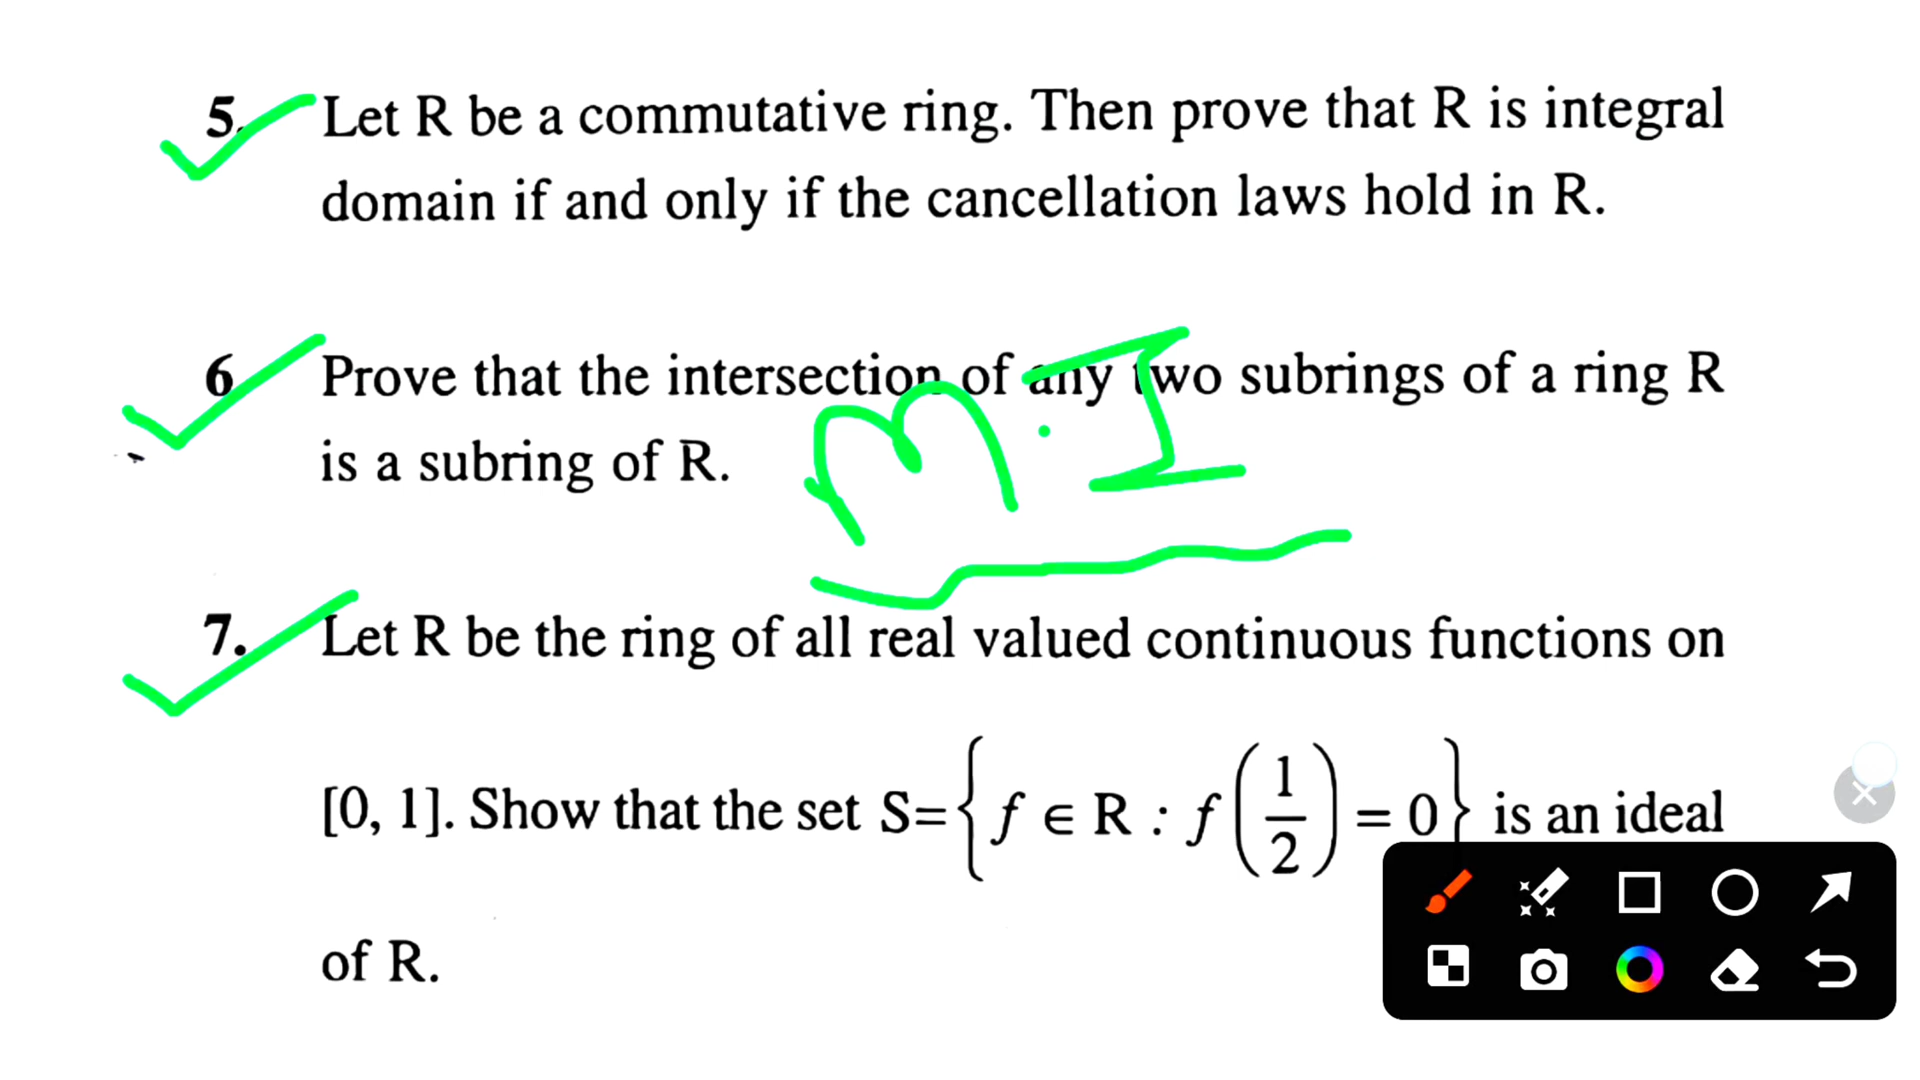 5. Let R be a commutative ring. Then prove that R is integral
domain if and only if the cancellation laws hold in R.
6 Prove that the intersection of any two subrings of a ring R
is a subring of R.
M.I
7. Let R be the ring of all real valued continuous functions on
[0, 1]. Show that the set S={f ∈ R : f(1/2) = 0} is an ideal
of R.